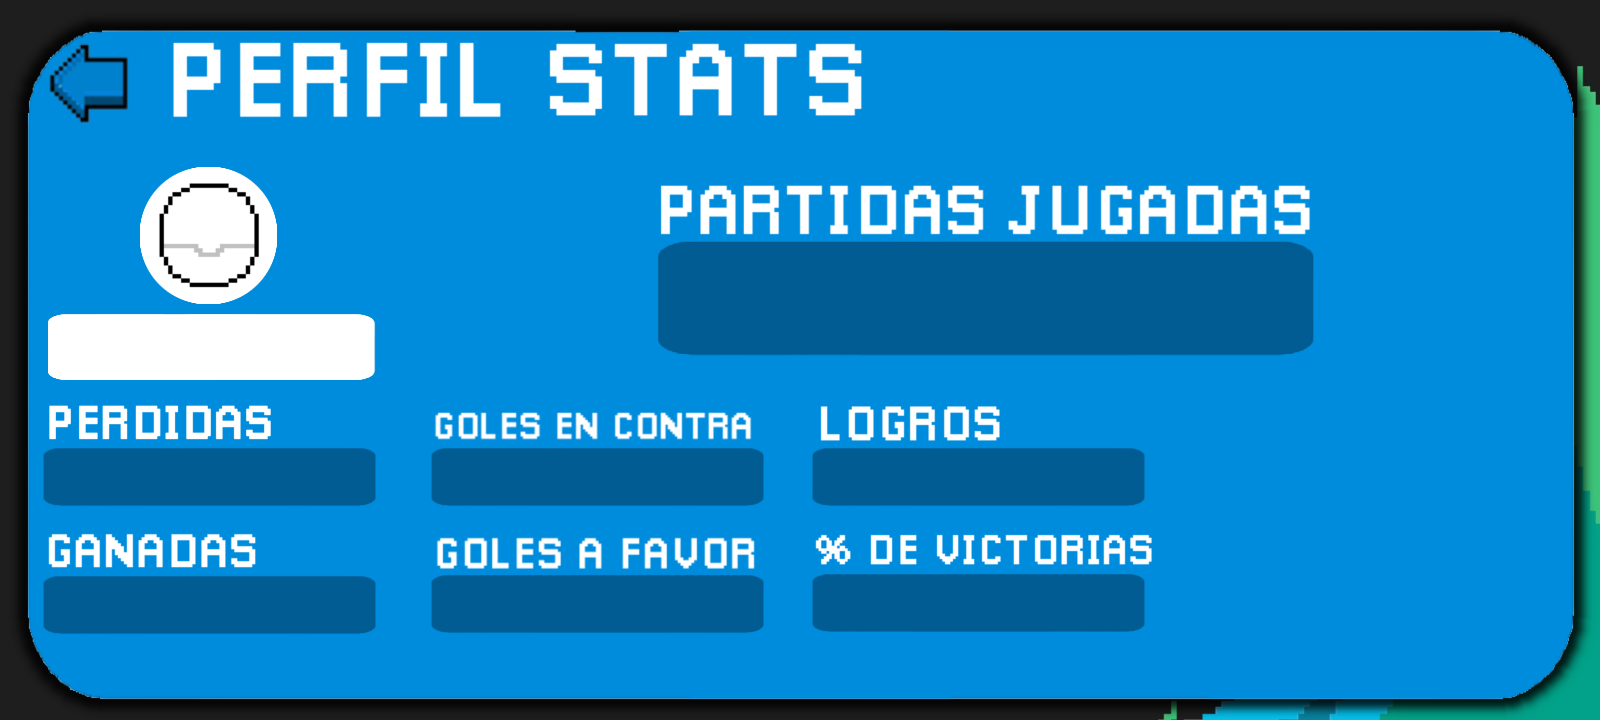 PERFIL STATS
PARTIDAS JUGADAS
PERDIDAS
GOLES EN CONTRA
LOGROS
GANADAS
GOLES A FAVOR
% DE VICTORIAS